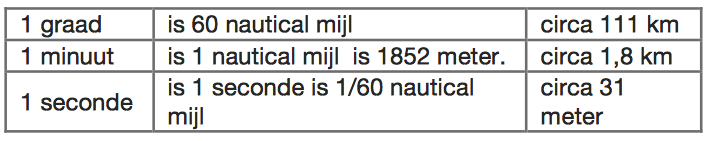 1 graad is 60 nautical mijl circa 111 km
1 minuut is 1 nautical mijl is 1852 meter. circa 1,8 km
1 seconde is 1 seconde is 1/60 nautical mijl circa 31 meter